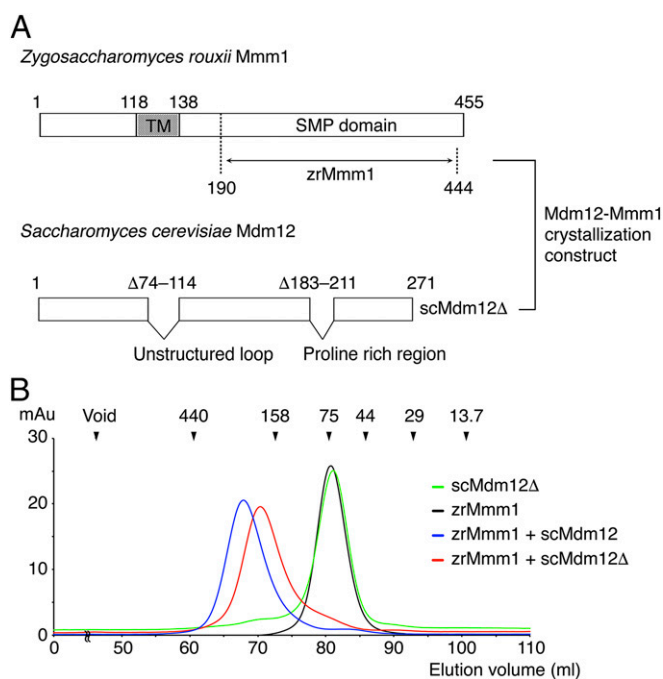 A
Zygosaccharomyces rouxii Mmm1
1 118 138 455
TM SMP domain
zrMmm1
190 444
Mdm12-Mmm1
crystallization
construct
Saccharomyces cerevisiae Mdm12
1 Δ74–114 Δ183–211 271
scMdm12Δ
Unstructured loop Proline rich region
B
mAu Void 440 158 75 44 29 13.7
30
20
10
0
scMdm12Δ
zrMmm1
zrMmm1 + scMdm12
zrMmm1 + scMdm12Δ
0 50 60 70 80 90 100 110
Elution volume (ml)